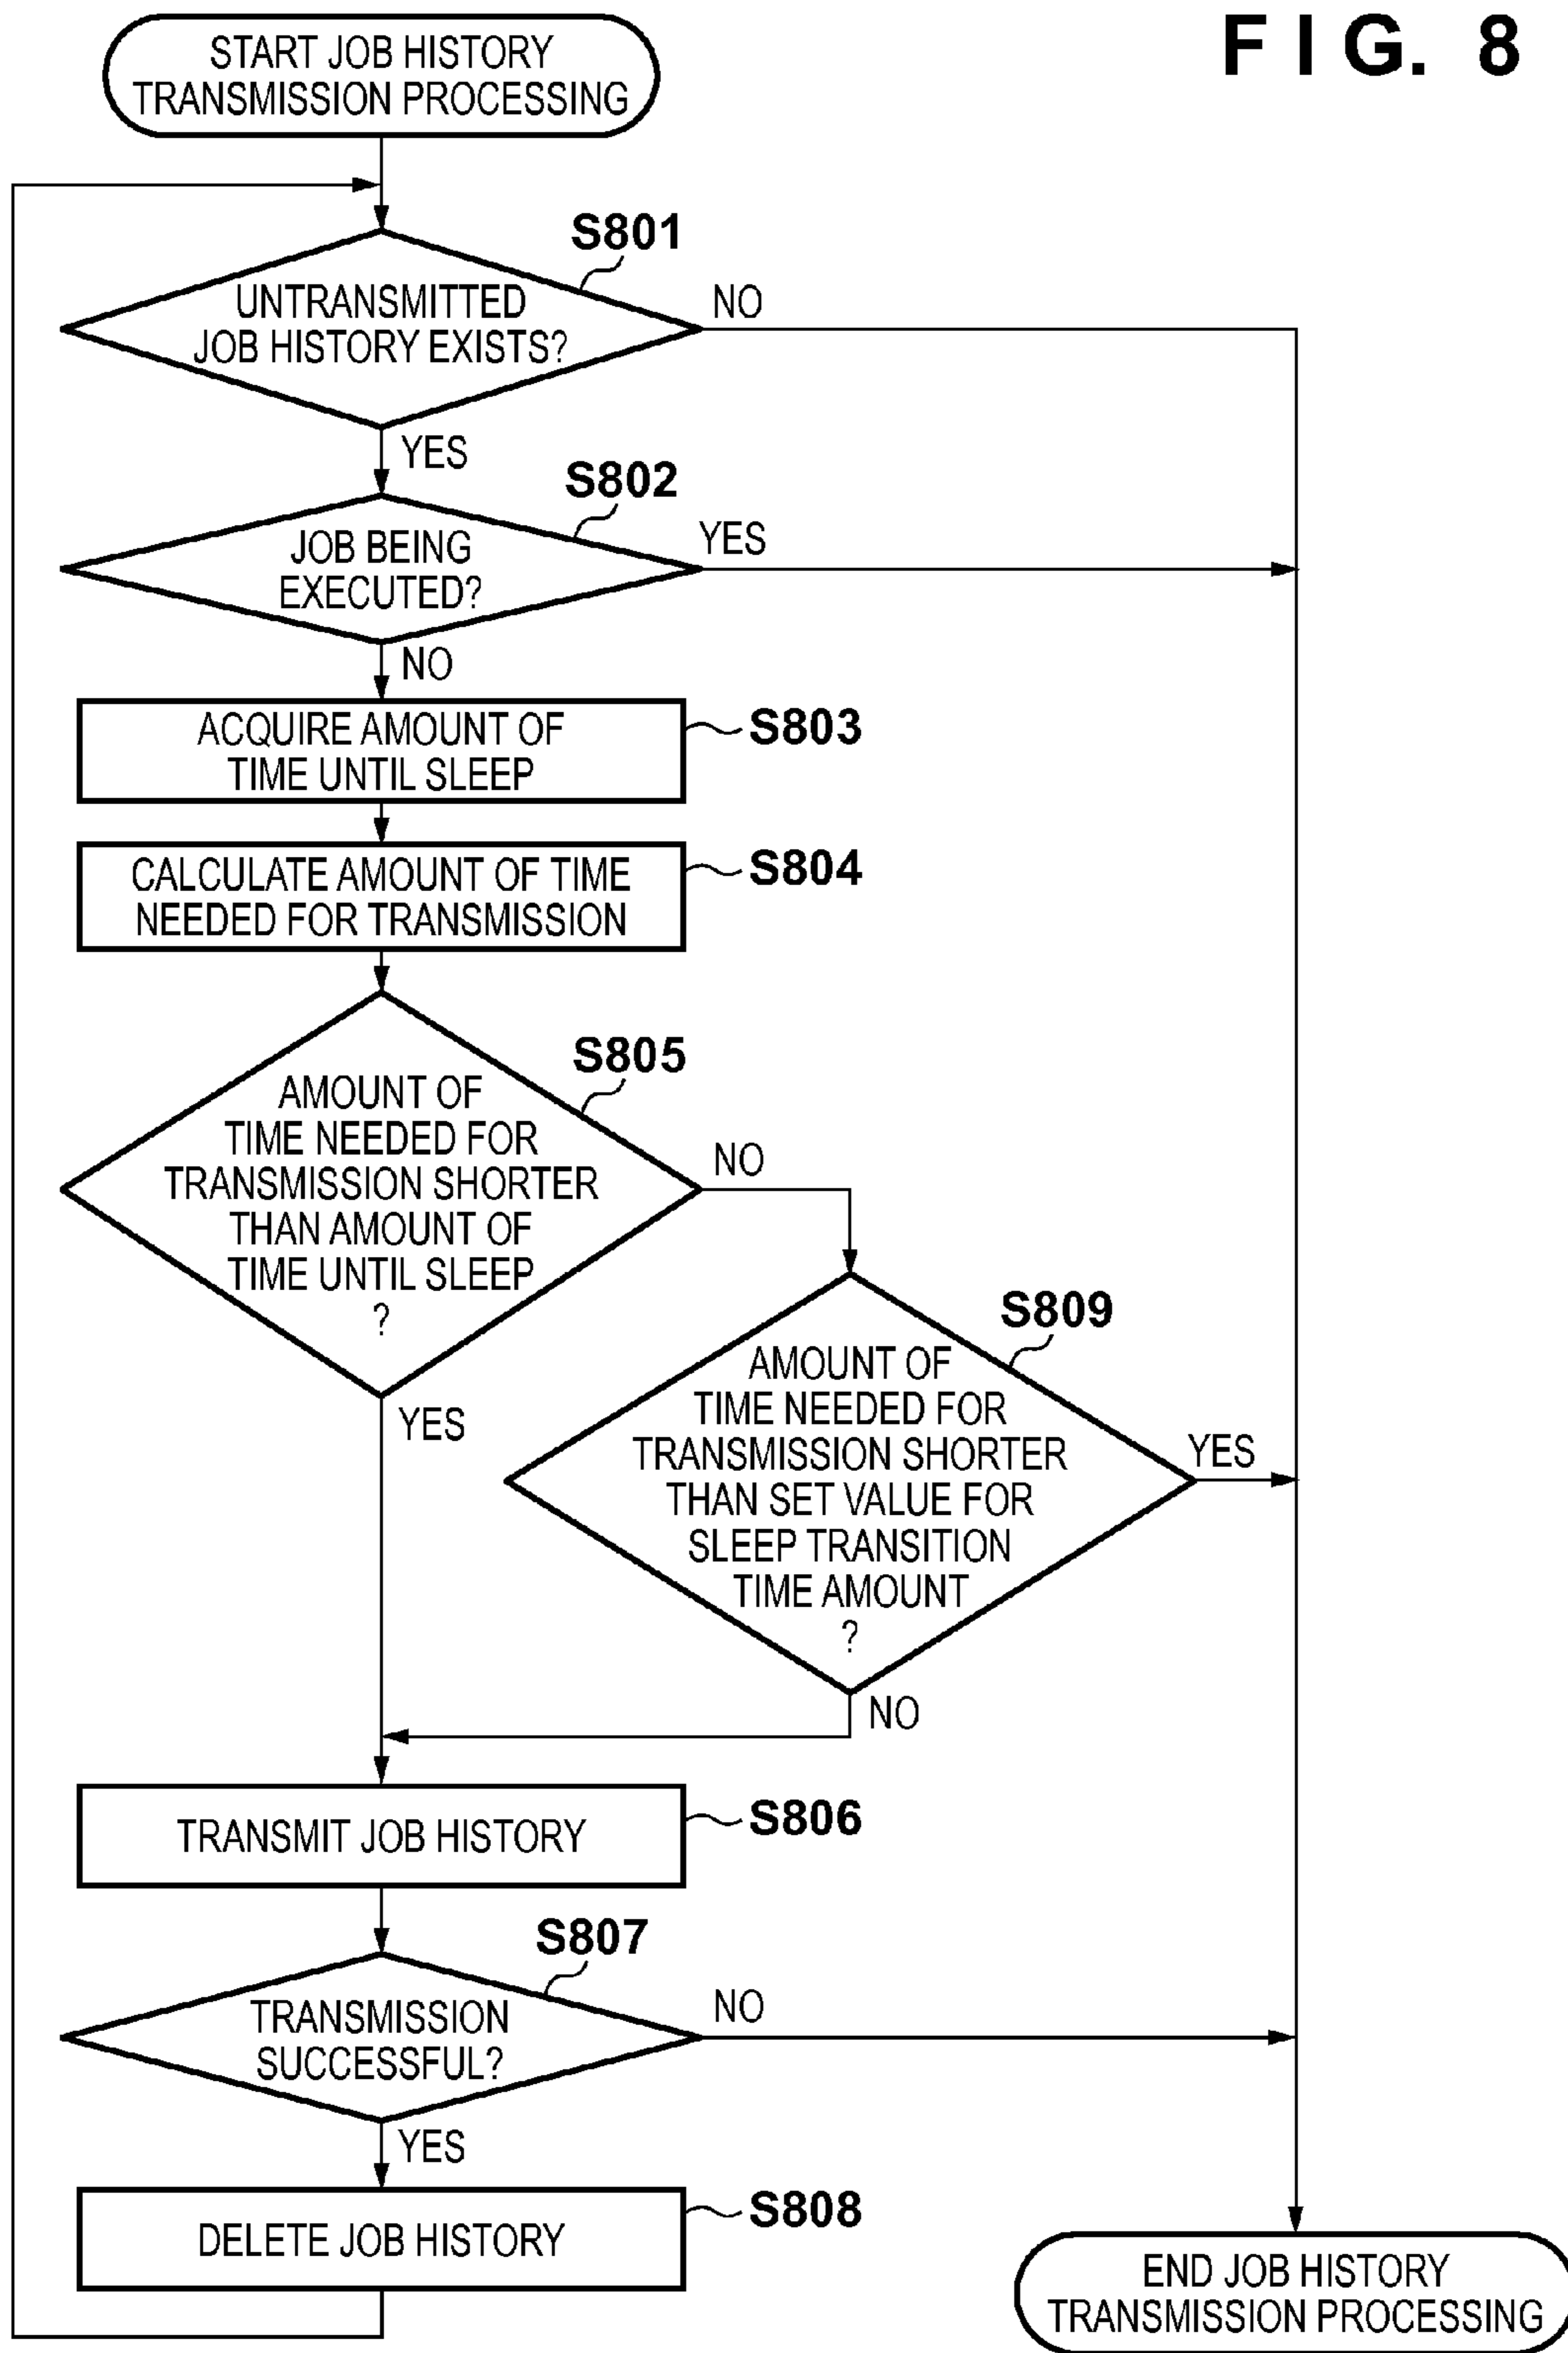 FIG. 8
START JOB HISTORY
TRANSMISSION PROCESSING
S801
UNTRANSMITTED
JOB HISTORY EXISTS?
NO
YES
S802
JOB BEING
EXECUTED?
YES
NO
ACQUIRE AMOUNT OF
TIME UNTIL SLEEP
S803
CALCULATE AMOUNT OF TIME
NEEDED FOR TRANSMISSION
S804
S805
AMOUNT OF
TIME NEEDED FOR
TRANSMISSION SHORTER
THAN AMOUNT OF
TIME UNTIL SLEEP
?
NO
YES
S809
AMOUNT OF
TIME NEEDED FOR
TRANSMISSION SHORTER
THAN SET VALUE FOR
SLEEP TRANSITION
TIME AMOUNT
?
YES
NO
TRANSMIT JOB HISTORY
S806
S807
TRANSMISSION
SUCCESSFUL?
NO
YES
DELETE JOB HISTORY
S808
END JOB HISTORY
TRANSMISSION PROCESSING